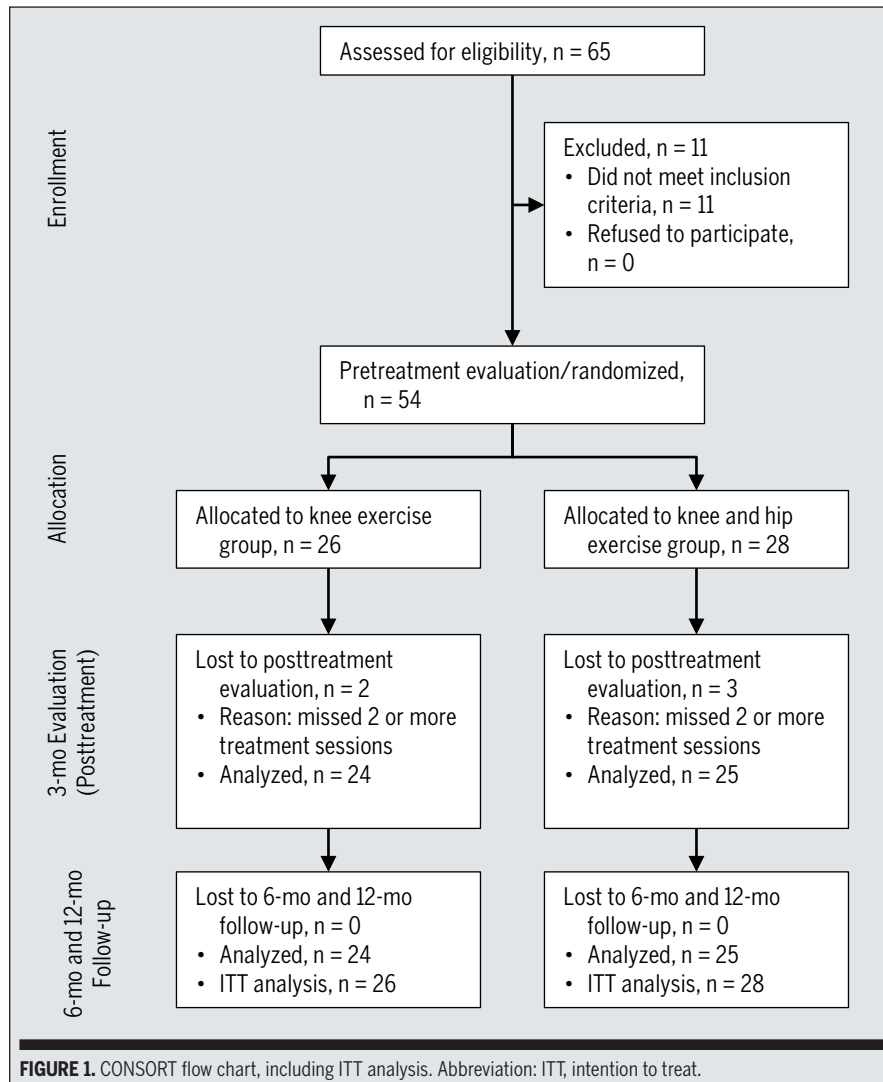 Assessed for eligibility, n = 65
Enrollment
Excluded, n = 11
• Did not meet inclusion
criteria, n = 11
• Refused to participate,
n = 0
Pretreatment evaluation/randomized,
n = 54
Allocation
Allocated to knee exercise
group, n = 26
Allocated to knee and hip
exercise group, n = 28
3-mo Evaluation
(Posttreatment)
Lost to posttreatment
evaluation, n = 2
• Reason: missed 2 or more
treatment sessions
• Analyzed, n = 24
Lost to posttreatment
evaluation, n = 3
• Reason: missed 2 or more
treatment sessions
• Analyzed, n = 25
6-mo and 12-mo
Follow-up
Lost to 6-mo and 12-mo
follow-up, n = 0
• Analyzed, n = 24
• ITT analysis, n = 26
Lost to 6-mo and 12-mo
follow-up, n = 0
• Analyzed, n = 25
• ITT analysis, n = 28
FIGURE 1. CONSORT flow chart, including ITT analysis. Abbreviation: ITT, intention to treat.